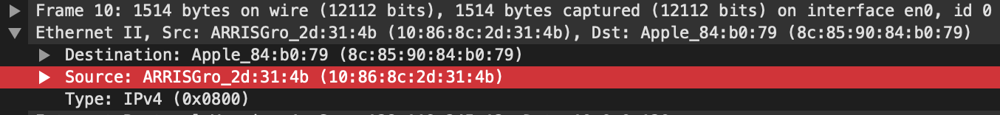 Frame 10: 1514 bytes on wire (12112 bits), 1514 bytes captured (12112 bits) on interface en0, id 0
Ethernet II, Src: ARRISGro_2d:31:4b (10:86:8c:2d:31:4b), Dst: Apple_84:b0:79 (8c:85:90:84:b0:79)
Destination: Apple_84:b0:79 (8c:85:90:84:b0:79)
Source: ARRISGro_2d:31:4b (10:86:8c:2d:31:4b)
Type: IPv4 (0x0800)